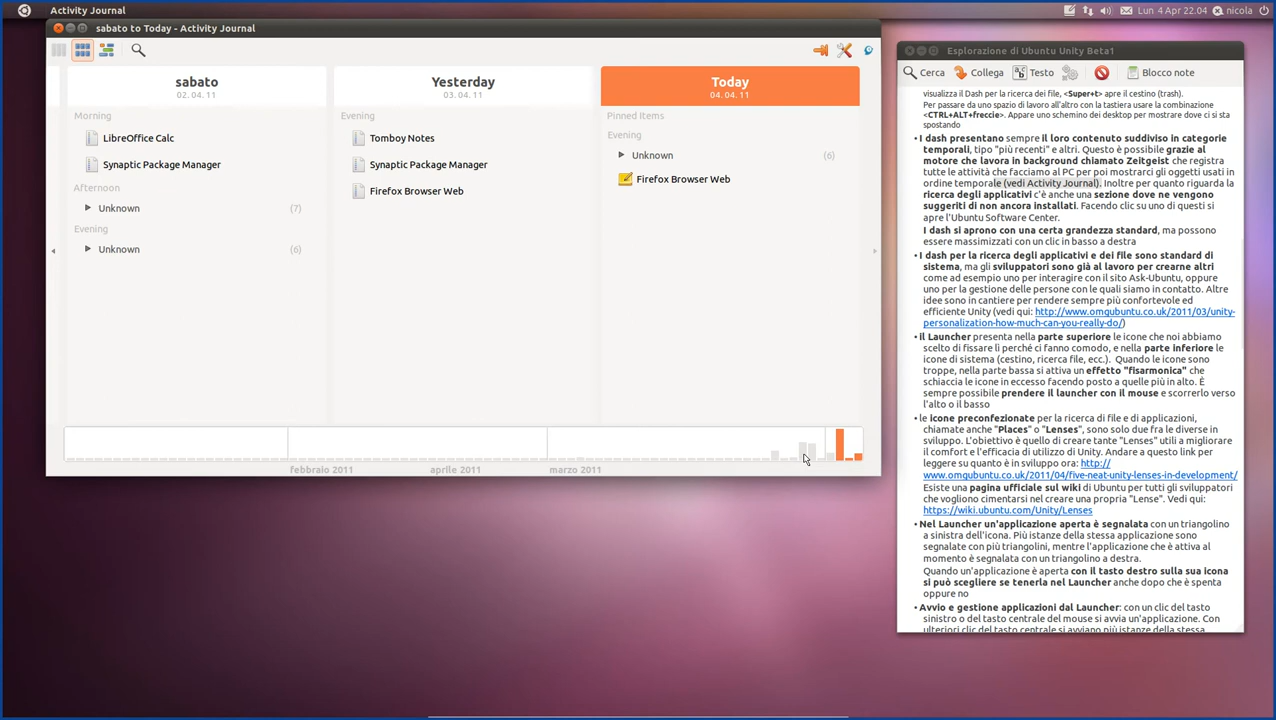 Activity Journal
Lun 4 Apr 22.04
nicola
sabato to Today - Activity Journal
sabato
02.04. 11
Morning
LibreOffice Calc
Synaptic Package Manager
Afternoon
Unknown
(7)
Evening
Unknown
(6)
Yesterday
03.04. 11
Evening
Tomboy Notes
Synaptic Package Manager
Firefox Browser Web
Today
04.04. 11
Pinned Items
Evening
Unknown
(6)
Firefox Browser Web
febbraio 2011
aprile 2011
marzo 2011
Esplorazione di Ubuntu Unity Beta1
Cerca
Collega
Testo
Blocco note
visualizza il Dash per la ricerca dei file, <Super+t> apre il cestino (trash).
Per passare da uno spazio di lavoro all'altro con la tastiera usare la combinazione
<CTRL+ALT+freccie>. Appare uno schemino dei desktop per mostrare dove ci si sta
spostando
• I dash presentano sempre il loro contenuto suddiviso in categorie
temporali, tipo "più recenti" e altri. Questo è possibile grazie al
motore che lavora in background chiamato Zeitgeist che registra
tutte le attività che facciamo al PC per poi mostrarci gli oggetti usati in
ordine temporale (vedi Activity Journal). Inoltre per quanto riguarda la
ricerca degli applicativi c'è anche una sezione dove ne vengono
suggeriti di non ancora installati. Facendo clic su uno di questi si
apre l'Ubuntu Software Center.
I dash si aprono con una certa grandezza standard, ma possono
essere massimizzati con un clic in basso a destra
• I dash per la ricerca degli applicativi e dei file sono standard di
sistema, ma gli sviluppatori sono già al lavoro per crearne altri
come ad esempio uno per interagire con il sito Ask-Ubuntu, oppure
uno per la gestione delle persone con le quali siamo in contatto. Altre
idee sono in cantiere per rendere sempre più confortevole ed
efficiente Unity (vedi qui: http://www.omgubuntu.co.uk/2011/03/unity-
personalization-how-much-can-you-really-do/)
• il Launcher presenta nella parte superiore le icone che noi abbiamo
scelto di fissare lì perché ci fanno comodo, e nella parte inferiore le
icone di sistema (cestino, ricerca file, ecc.). Quando le icone sono
troppe, nella parte bassa si attiva un effetto "fisarmonica" che
schiaccia le icone in eccesso facendo posto a quelle più in alto. È
sempre possibile prendere il launcher con il mouse e scorrerlo verso
l'alto o il basso
• le icone preconfezionate per la ricerca di file e di applicazioni,
chiamate anche "Places" o "Lenses", sono solo due fra le diverse in
sviluppo. L'obiettivo è quello di creare tante "Lenses" utili a migliorare
il comfort e l'efficacia di utilizzo di Unity. Andare a questo link per
leggere su quanto è in sviluppo ora: http://
www.omgubuntu.co.uk/2011/04/five-neat-unity-lenses-in-development/
Esiste una pagina ufficiale sul wiki di Ubuntu per tutti gli sviluppatori
che vogliono cimentarsi nel creare una propria "Lense". Vedi qui:
https://wiki.ubuntu.com/Unity/Lenses
• Nel Launcher un'applicazione aperta è segnalata con un triangolino
a sinistra dell'icona. Più istanze della stessa applicazione sono
segnalate con più triangolini, mentre l'applicazione che è attiva al
momento è segnalata con un triangolino a destra.
Quando un'applicazione è aperta con il tasto destro sulla sua icona
si può scegliere se tenerla nel Launcher anche dopo che è spenta
oppure no
• Avvio e gestione applicazioni dal Launcher: con un clic del tasto
sinistro o del tasto centrale del mouse si avvia un'applicazione. Con
ulteriori clic del tasto centrale si avviano più istanze della stessa